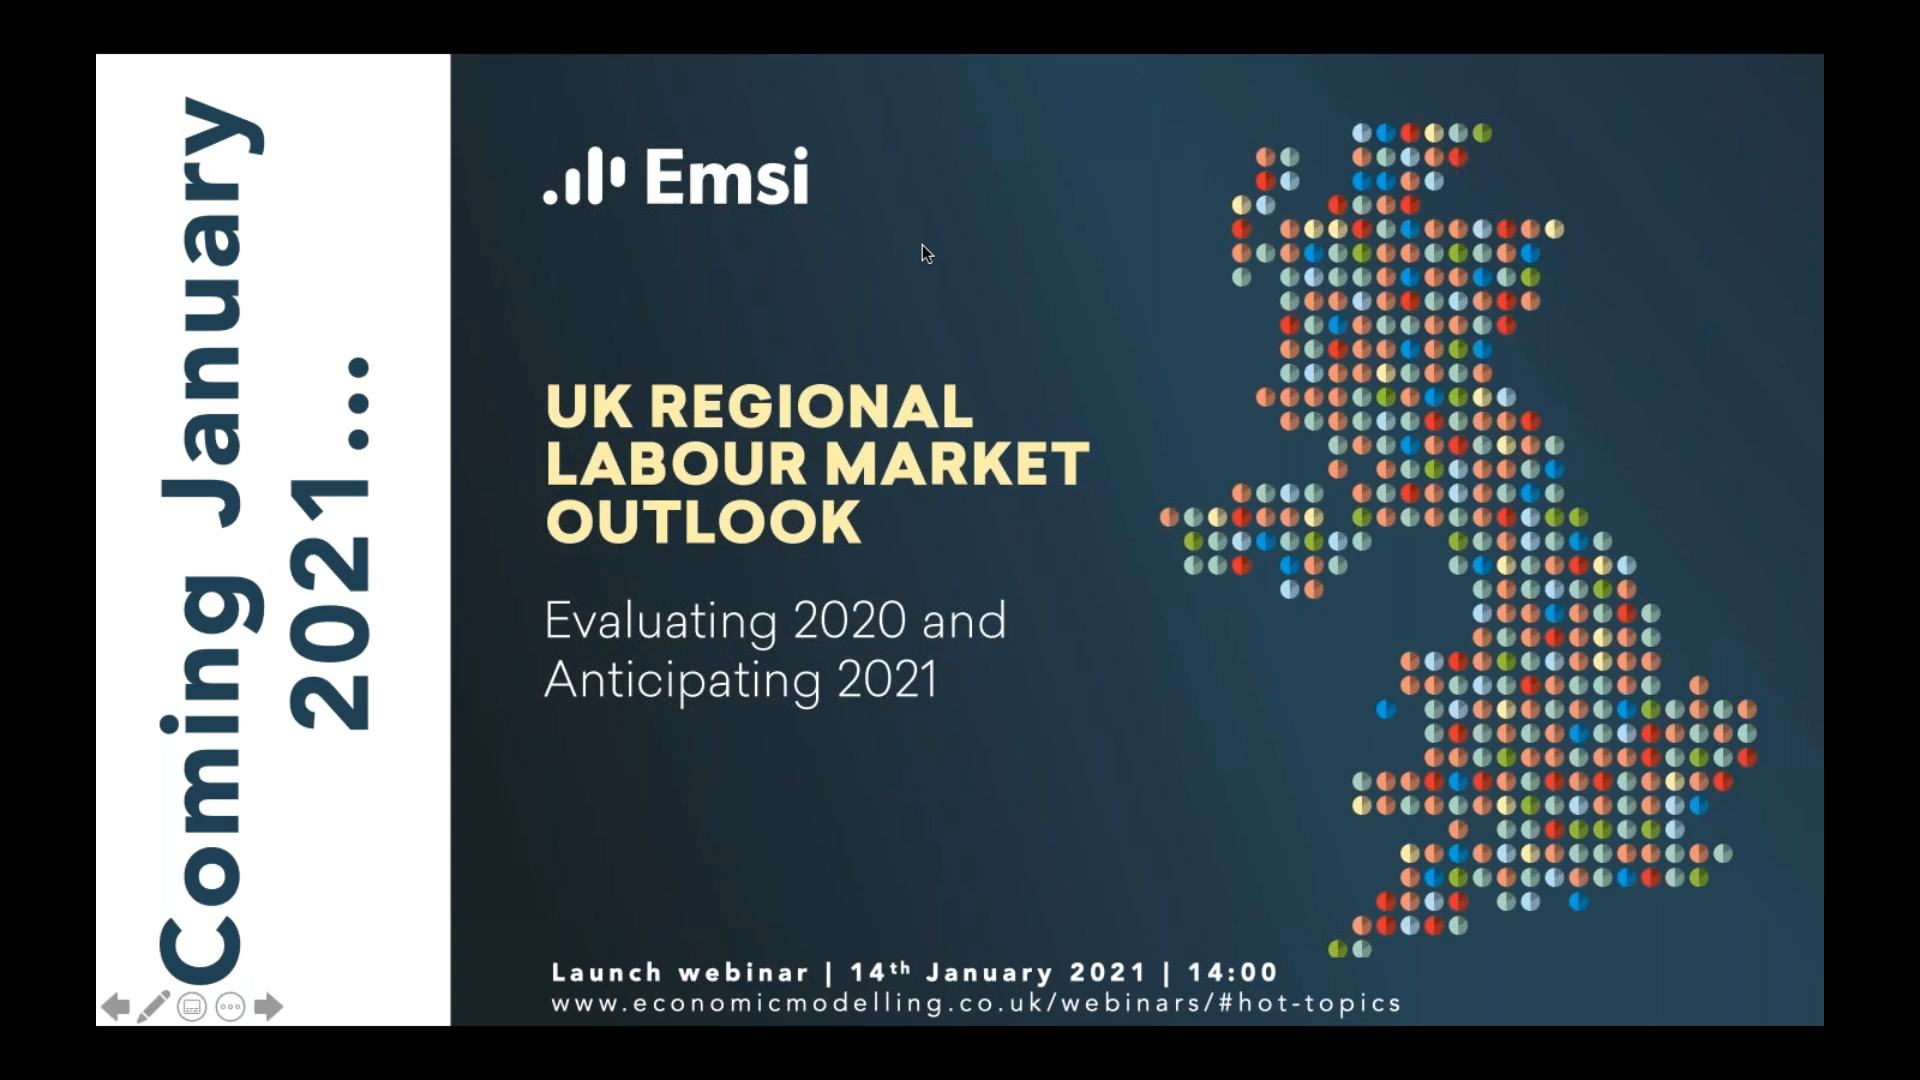 Coming January
2021...
Emsi
UK REGIONAL
LABOUR MARKET
OUTLOOK
Evaluating 2020 and
Anticipating 2021
Launch webinar | 14th January 2021 | 14:00
www.economicmodelling.co.uk/webinars/#hot-topics